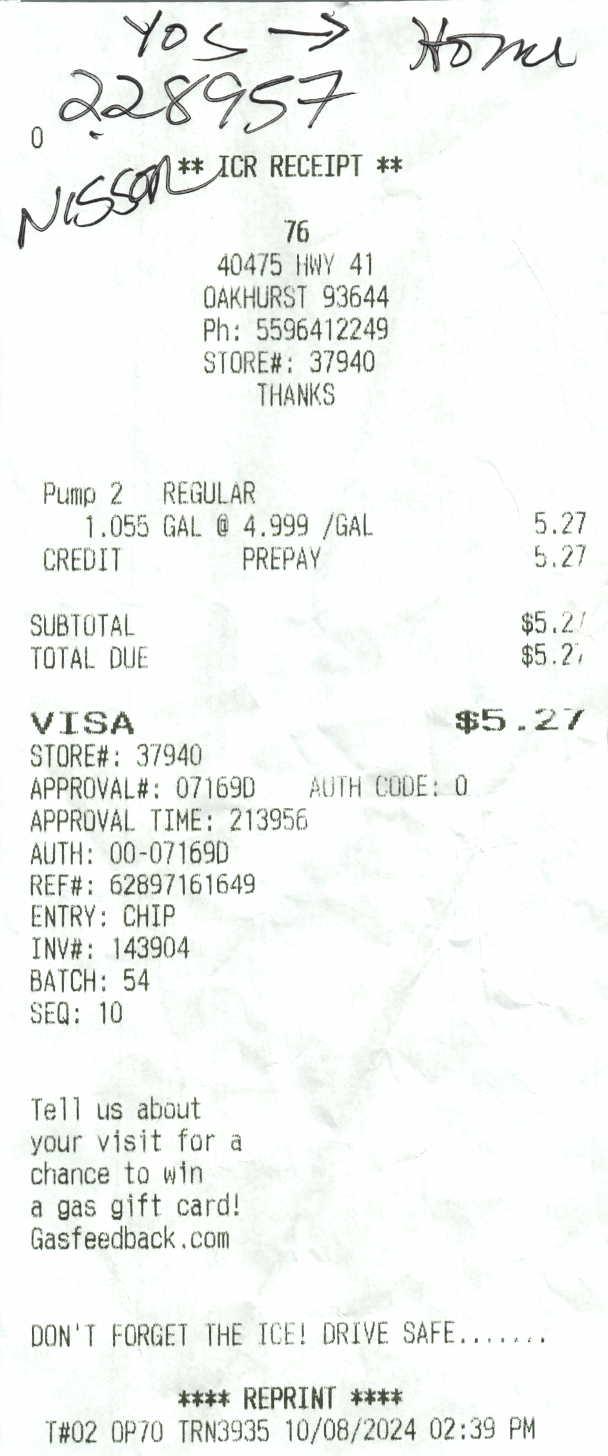 Yos → Home
228957
0
Nisson
** ICR RECEIPT **
76
40475 HWY 41
OAKHURST 93644
Ph: 5596412249
STORE#: 37940
THANKS
Pump 2 REGULAR
1.055 GAL @ 4.999 /GAL 5.27
CREDIT PREPAY 5.27
SUBTOTAL $5.27
TOTAL DUE $5.27
VISA $5.27
STORE#: 37940
APPROVAL#: 07169D AUTH CODE: 0
APPROVAL TIME: 213956
AUTH: 00-07169D
REF#: 62897161649
ENTRY: CHIP
INV#: 143904
BATCH: 54
SEQ: 10
Tell us about
your visit for a
chance to win
a gas gift card!
Gasfeedback.com
DON'T FORGET THE ICE! DRIVE SAFE.......
**** REPRINT ****
T#02 OP70 TRN3935 10/08/2024 02:39 PM